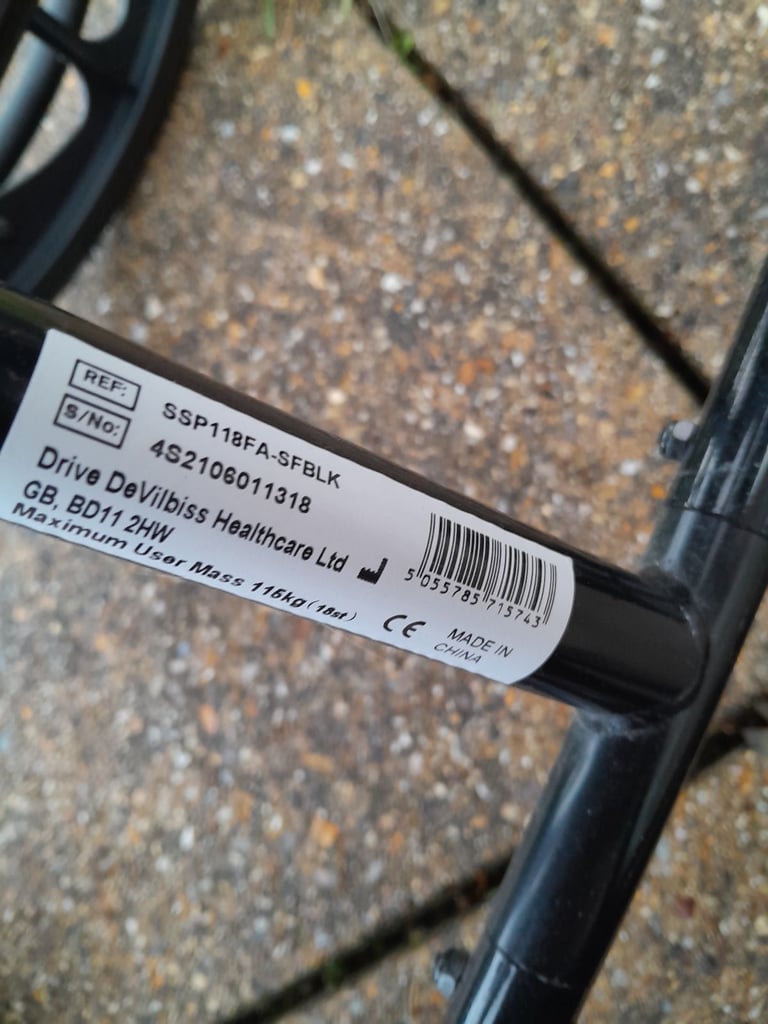 REF: SSP118FA-SFBLK
S/No: 4S2106011318
Drive DeVilbiss Healthcare Ltd
GB, BD11 2HW
Maximum User Mass 115kg (18st)
5 055785 715743
CE
MADE IN
CHINA